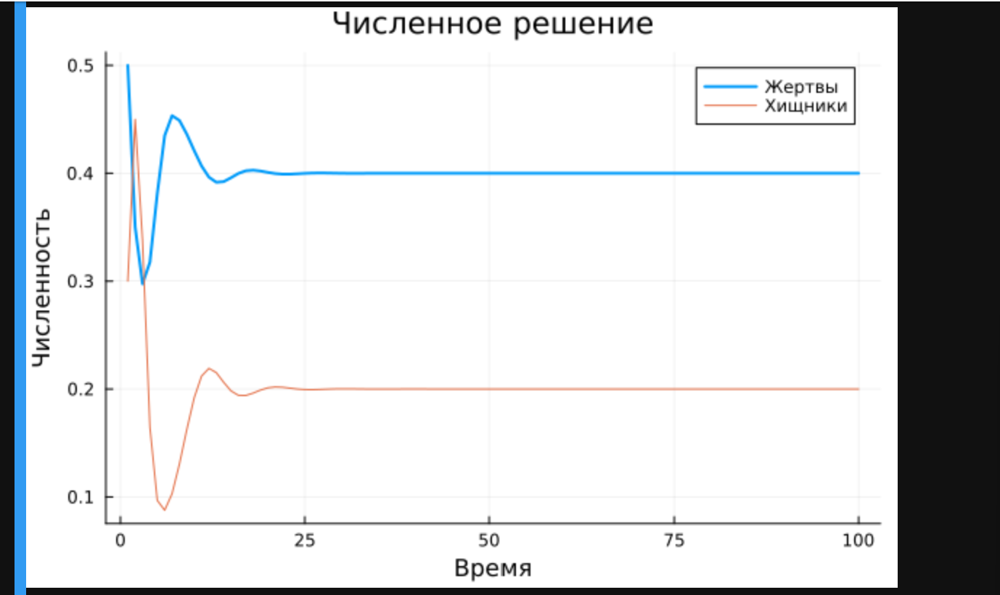 Численное решение
Жертвы
Хищники
Численность
0.5
0.4
0.3
0.2
0.1
0 25 50 75 100
Время